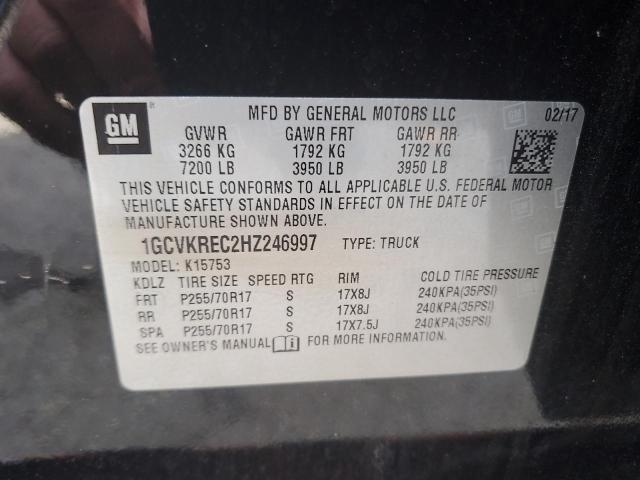 GM
MFD BY GENERAL MOTORS LLC 02/17
GVWR GAWR FRT GAWR RR
3266 KG 1792 KG 1792 KG
7200 LB 3950 LB 3950 LB
THIS VEHICLE CONFORMS TO ALL APPLICABLE U.S. FEDERAL MOTOR
VEHICLE SAFETY STANDARDS IN EFFECT ON THE DATE OF
MANUFACTURE SHOWN ABOVE.
1GCVKREC2HZ246997 TYPE: TRUCK
MODEL: K15753
KDLZ TIRE SIZE SPEED RTG RIM COLD TIRE PRESSURE
FRT P255/70R17 S 17X8J 240KPA(35PSI)
RR P255/70R17 S 17X8J 240KPA(35PSI)
SPA P255/70R17 S 17X7.5J 240KPA(35PSI)
SEE OWNER'S MANUAL i FOR MORE INFORMATION.